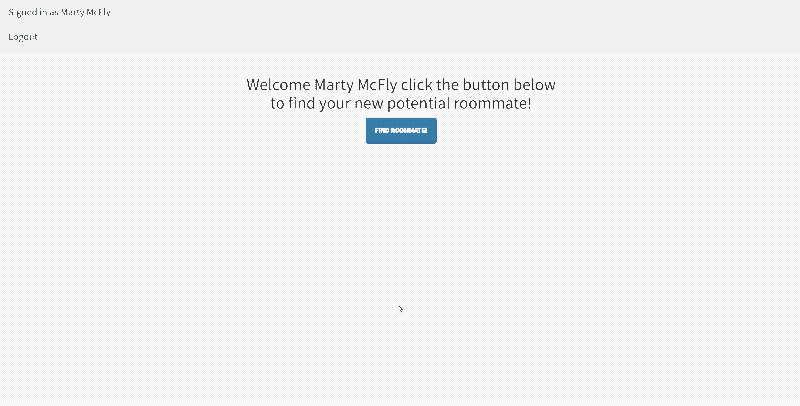 Signed in as Marty McFly
Logout
Welcome Marty McFly click the button below
to find your new potential roommate!
FIND ROOMMATE!